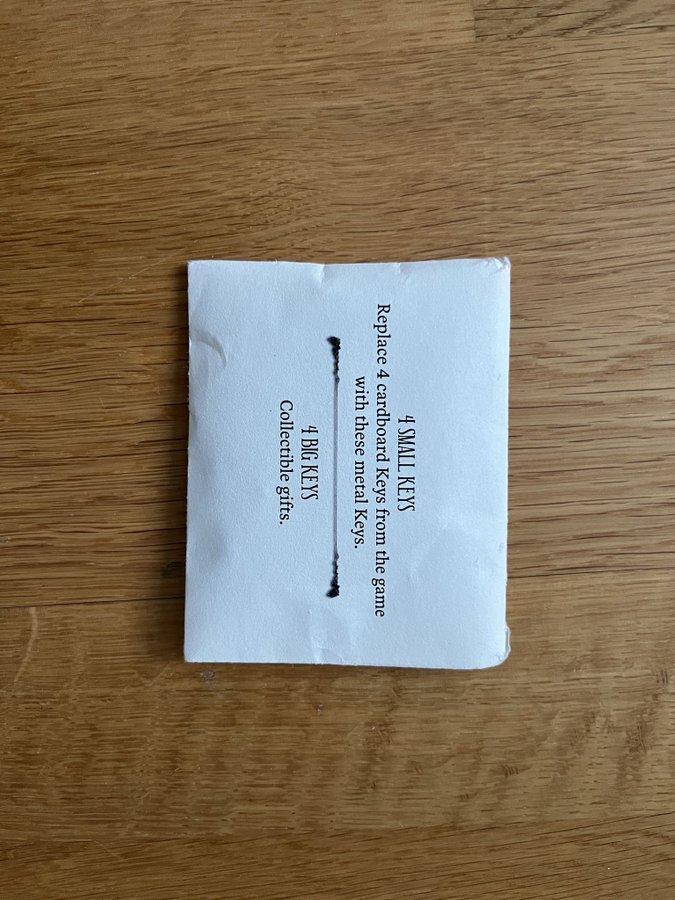 4 SMALL KEYS
Replace 4 cardboard Keys from the game
with these metal Keys.
4 BIG KEYS
Collectible gifts.